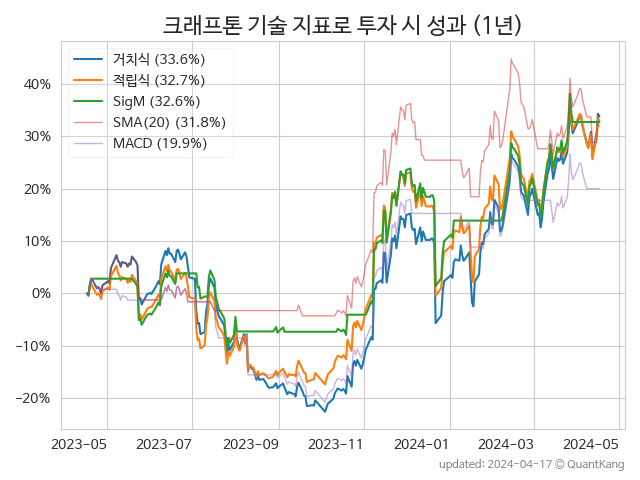 크래프톤 기술 지표로 투자 시 성과 (1년)
거치식 (33.6%)
적립식 (32.7%)
SigM (32.6%)
SMA(20) (31.8%)
MACD (19.9%)
40%
30%
20%
10%
0%
−10%
−20%
2023-05 2023-07 2023-09 2023-11 2024-01 2024-03 2024-05
updated: 2024-04-17 ⓒ QuantKang